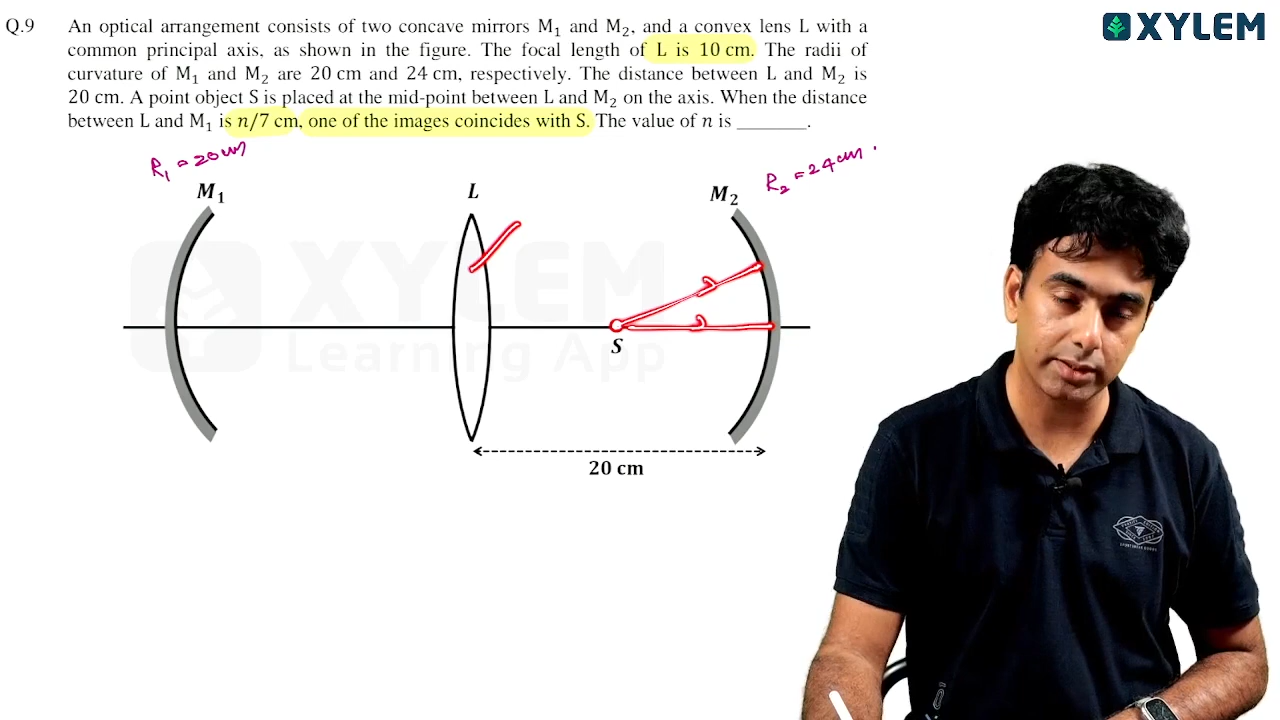 Q.9 An optical arrangement consists of two concave mirrors M₁ and M₂, and a convex lens L with a
common principal axis, as shown in the figure. The focal length of L is 10 cm. The radii of
curvature of M₁ and M₂ are 20 cm and 24 cm, respectively. The distance between L and M₂ is
20 cm. A point object S is placed at the mid-point between L and M₂ on the axis. When the distance
between L and M₁ is n/7 cm, one of the images coincides with S. The value of n is _______.
XYLEM
R₁ = 20cm
R₂ = 24cm.
M₁ L M₂
XYLEM
Learning App
S
20 cm